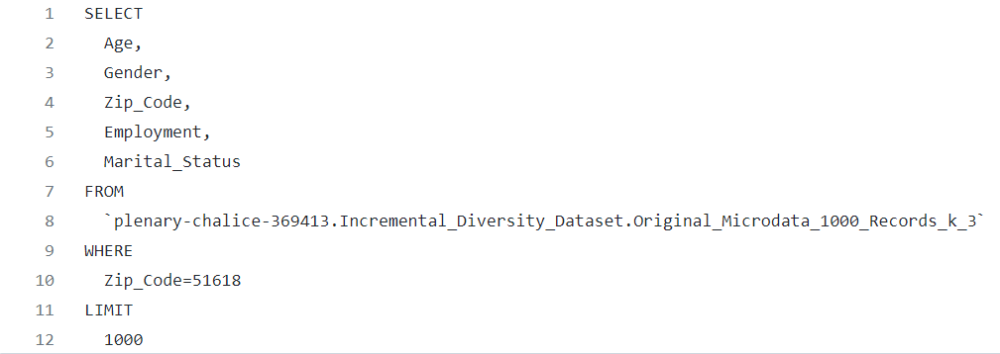 1 SELECT
2 Age,
3 Gender,
4 Zip_Code,
5 Employment,
6 Marital_Status
7 FROM
8 `plenary-chalice-369413.Incremental_Diversity_Dataset.Original_Microdata_1000_Records_k_3`
9 WHERE
10 Zip_Code=51618
11 LIMIT
12 1000